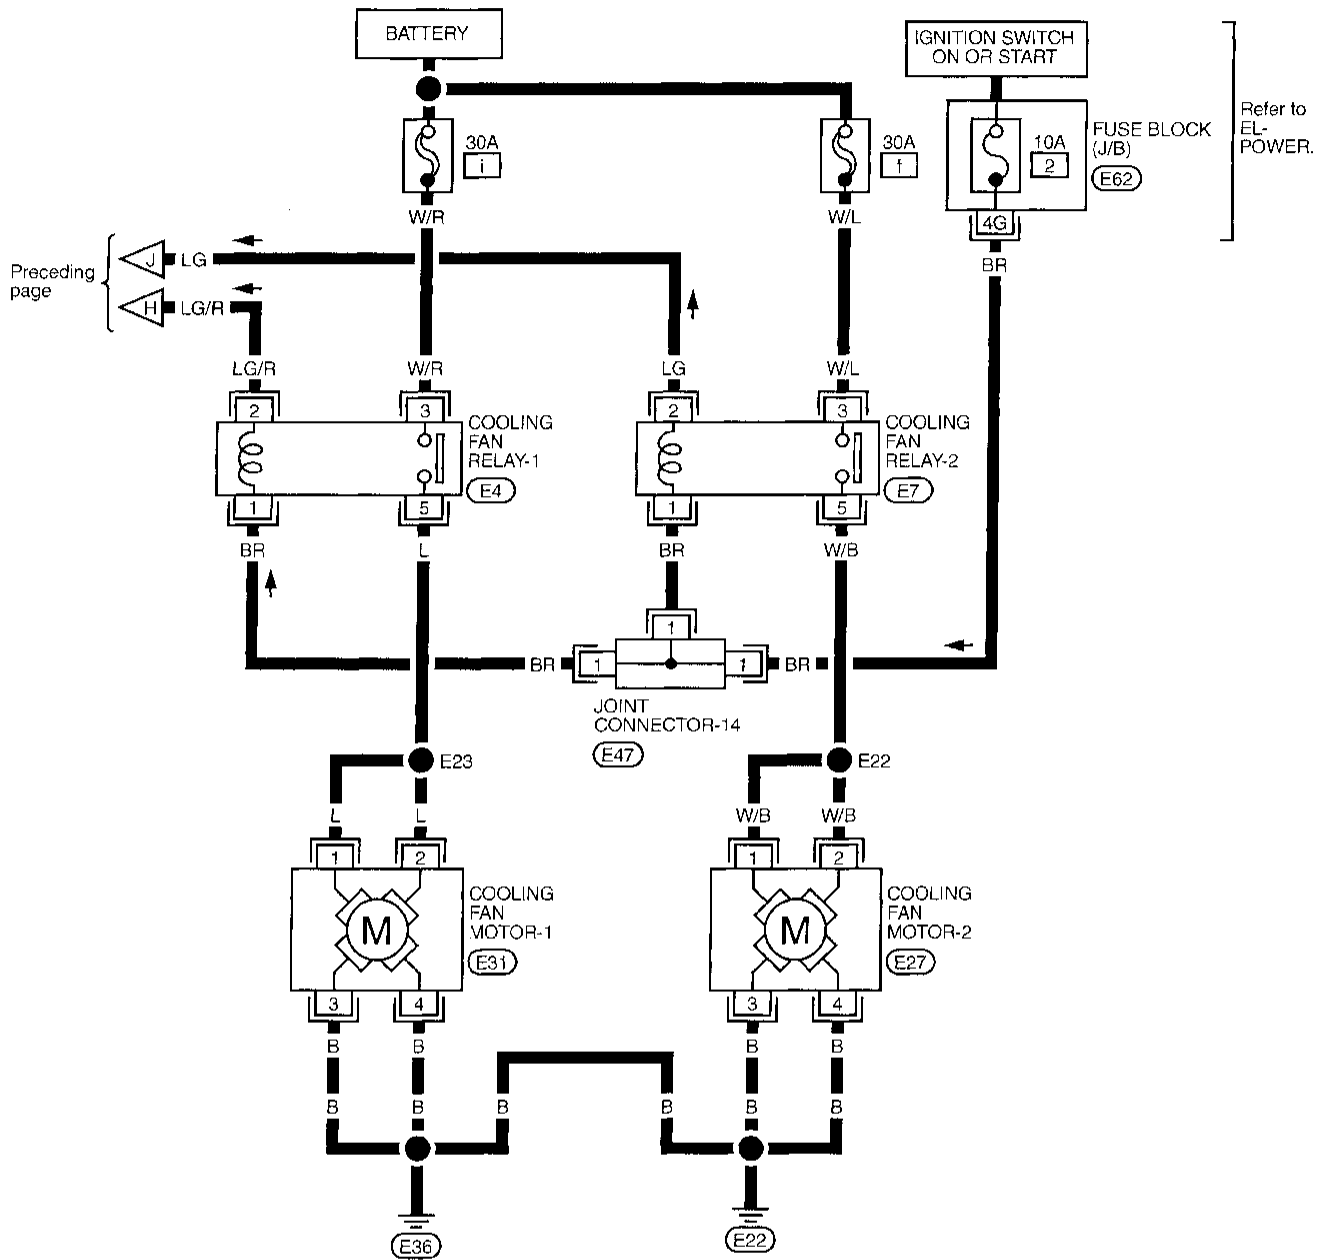 BATTERY
IGNITION SWITCH
ON OR START
30A
i
30A
f
10A
2
FUSE BLOCK
(J/B)
E62
Refer to
EL-
POWER.
4G
W/R
W/L
BR
Preceding
page
J
LG
H
LG/R
LG/R
W/R
LG
W/L
2
3
2
3
COOLING
FAN
RELAY-1
E4
COOLING
FAN
RELAY-2
E7
1
5
1
5
BR
L
BR
W/B
1
BR
1
1
BR
JOINT
CONNECTOR-14
E47
E23
E22
L
L
W/B
W/B
1
2
1
2
M
COOLING
FAN
MOTOR-1
E31
M
COOLING
FAN
MOTOR-2
E27
3
4
3
4
B
B
B
B
B
B
B
B
B
B
E36
E22